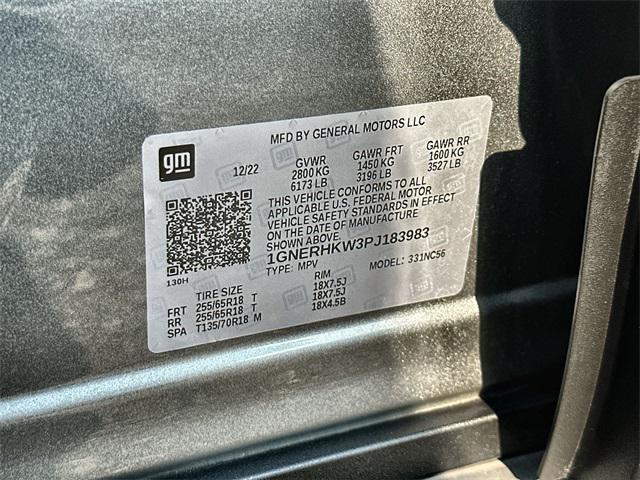 MFD BY GENERAL MOTORS LLC
gm
12/22 GVWR GAWR FRT GAWR RR
2800 KG 1450 KG 1600 KG
6173 LB 3196 LB 3527 LB
THIS VEHICLE CONFORMS TO ALL
APPLICABLE U.S. FEDERAL MOTOR
VEHICLE SAFETY STANDARDS IN EFFECT
ON THE DATE OF MANUFACTURE
SHOWN ABOVE.
1GNERHKW3PJ183983
130H TYPE: MPV MODEL: 331NC56
TIRE SIZE RIM
FRT 255/65R18 T 18X7.5J
RR 255/65R18 T 18X7.5J
SPA T135/70R18 M 18X4.5B